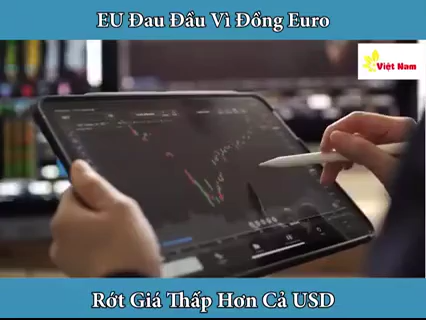 EU Đau Đầu Vì Đồng Euro
Việt Nam
Rớt Giá Thấp Hơn Cả USD